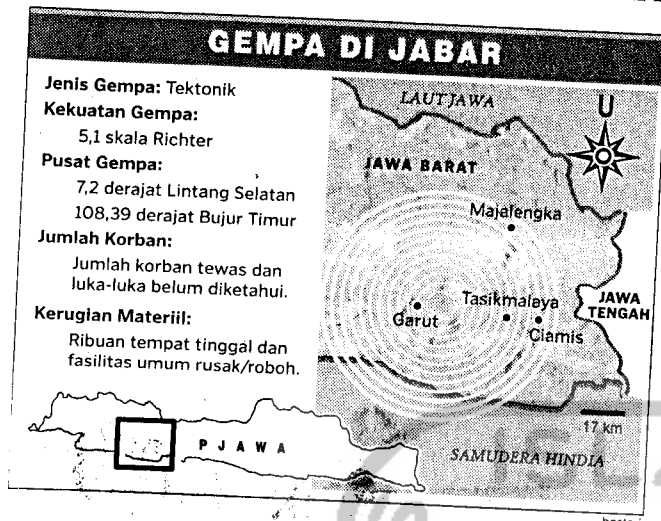 GEMPA DI JABAR
Jenis Gempa: Tektonik
Kekuatan Gempa:
5,1 skala Richter
Pusat Gempa:
7,2 derajat Lintang Selatan
108,39 derajat Bujur Timur
Jumlah Korban:
Jumlah korban tewas dan
luka-luka belum diketahui.
Kerugian Materiil:
Ribuan tempat tinggal dan
fasilitas umum rusak/roboh.
LAUT JAWA
U
JAWA BARAT
Majalengka
Garut
Tasikmalaya
Ciamis
JAWA
TENGAH
17 km
SAMUDERA HINDIA
P JAWA